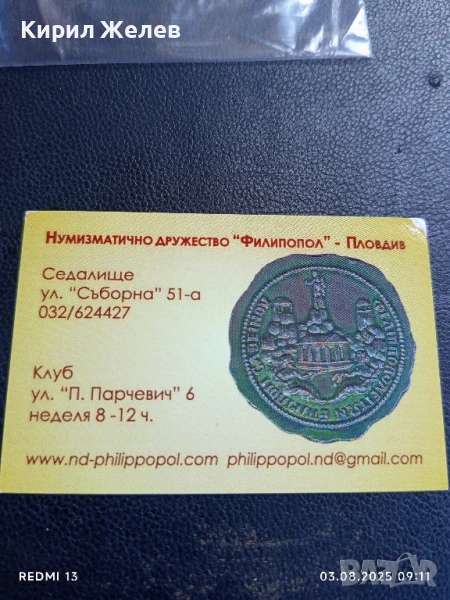 Кирил Желев
Нумизматично дружество "Филипопол" - Пловдив
Седалище
ул. "Съборна" 51-а
032/624427
Клуб
ул. "П. Парчевич" 6
неделя 8 -12 ч.
www.nd-philippopol.com philippopol.nd@gmail.com
REDMI 13
03.08.2025 09:11
BAZAR